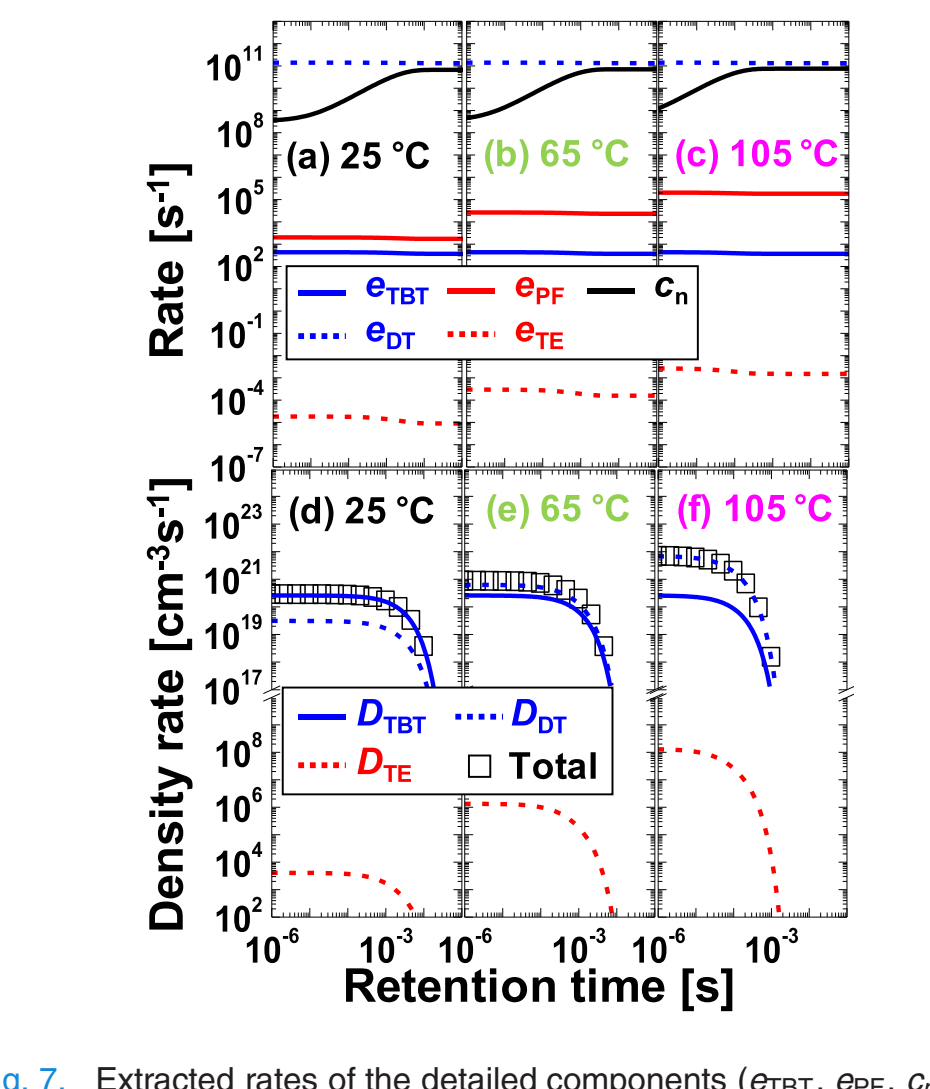 10^11
10^8
10^5
10^2
10^-1
10^-4
10^-7
Rate [s^-1]
(a) 25 °C
(b) 65 °C
(c) 105 °C
e_TBT e_PF c_n
e_DT e_TE
10^23
10^21
10^19
10^17
10^8
10^6
10^4
10^2
Density rate [cm^-3s^-1]
(d) 25 °C
(e) 65 °C
(f) 105 °C
D_TBT D_DT
D_TE Total
10^-6 10^-3 10^-6 10^-3 10^-6 10^-3
Retention time [s]
g. 7. Extracted rates of the detailed components (e_TBT, e_PF, c